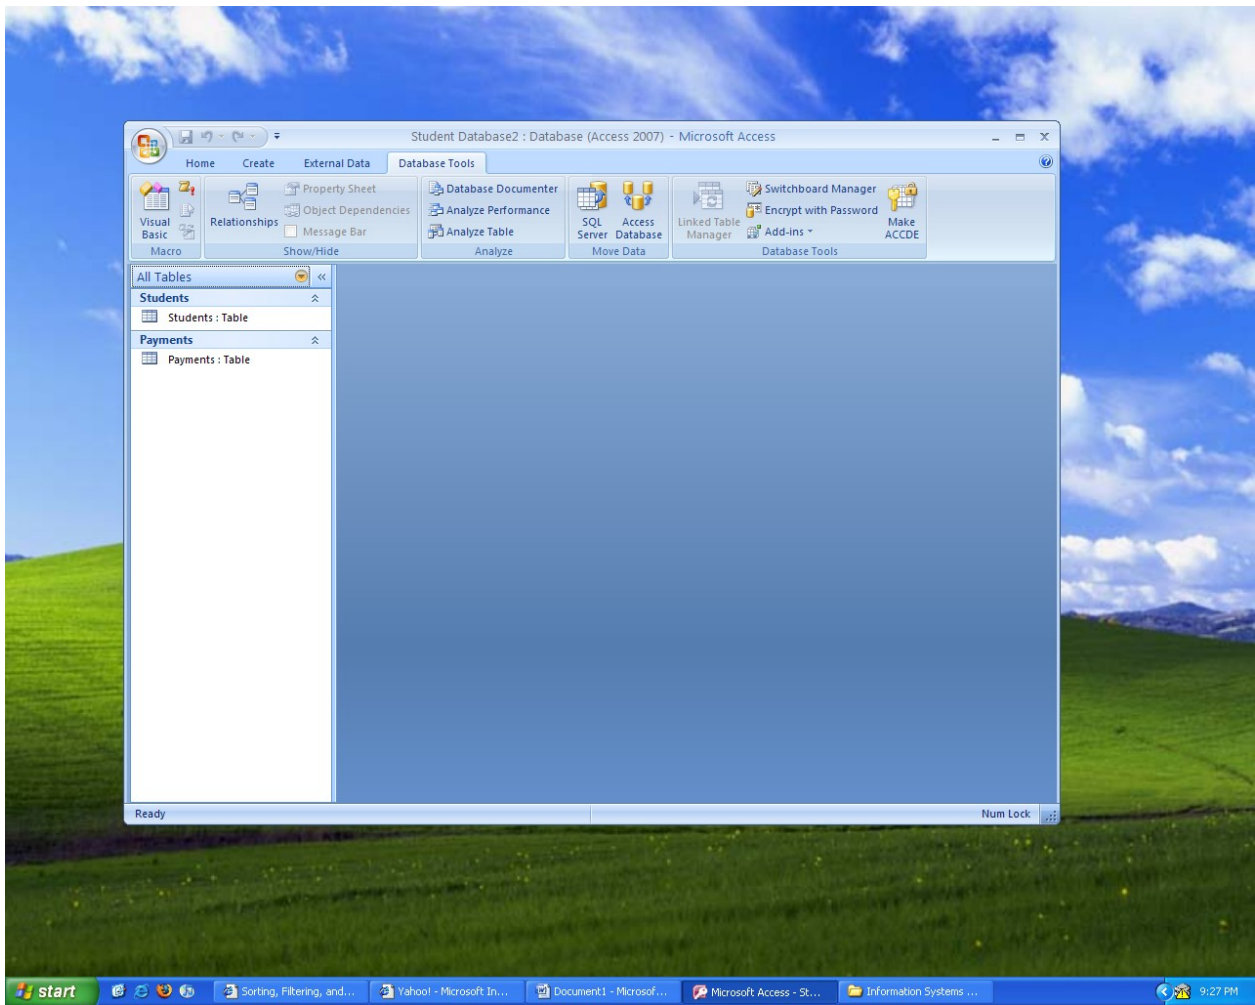 Student Database2 : Database (Access 2007) - Microsoft Access
Home Create External Data Database Tools
Visual Basic
Macro
Relationships
Property Sheet
Object Dependencies
Message Bar
Show/Hide
Database Documenter
Analyze Performance
Analyze Table
Analyze
SQL Server
Access Database
Move Data
Linked Table Manager
Switchboard Manager
Encrypt with Password
Add-ins
Database Tools
Make ACCDE
All Tables
Students
Students : Table
Payments
Payments : Table
Ready
Num Lock
start
Sorting, Filtering, and...
Yahoo! - Microsoft In...
Document1 - Microsof...
Microsoft Access - St...
Information Systems ...
9:27 PM